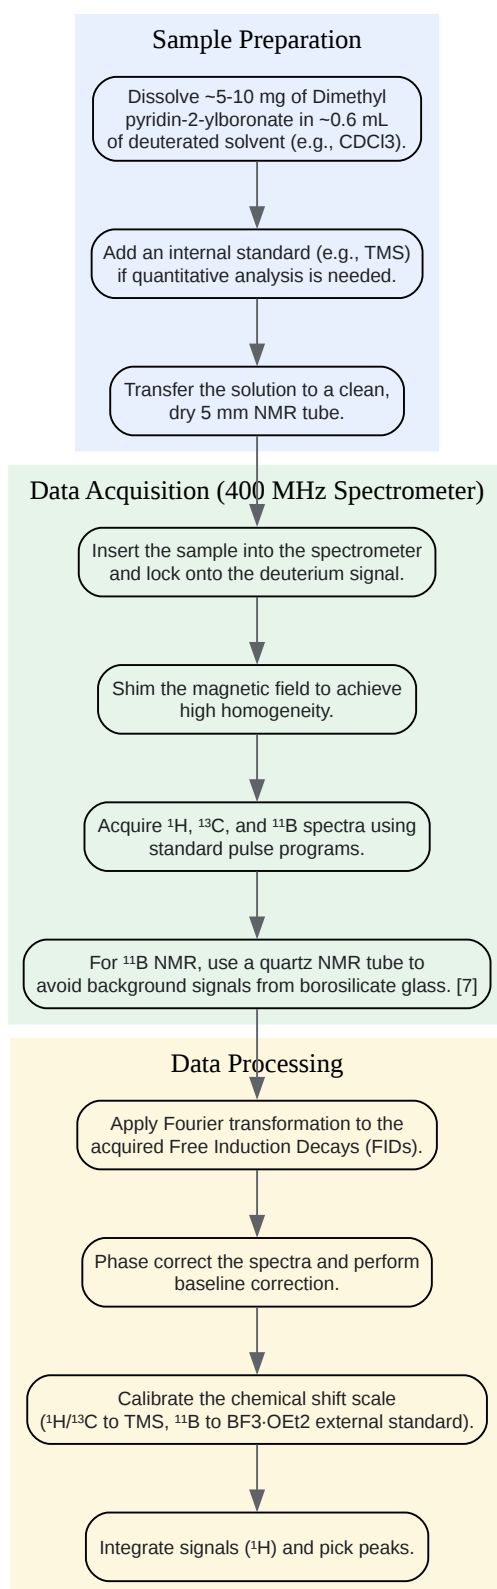 Sample Preparation
Dissolve ~5-10 mg of Dimethyl
pyridin-2-ylboronate in ~0.6 mL
of deuterated solvent (e.g., CDCl3).
Add an internal standard (e.g., TMS)
if quantitative analysis is needed.
Transfer the solution to a clean,
dry 5 mm NMR tube.
Data Acquisition (400 MHz Spectrometer)
Insert the sample into the spectrometer
and lock onto the deuterium signal.
Shim the magnetic field to achieve
high homogeneity.
Acquire ¹H, ¹³C, and ¹¹B spectra using
standard pulse programs.
For ¹¹B NMR, use a quartz NMR tube to
avoid background signals from borosilicate glass. [7]
Data Processing
Apply Fourier transformation to the
acquired Free Induction Decays (FIDs).
Phase correct the spectra and perform
baseline correction.
Calibrate the chemical shift scale
(¹H/¹³C to TMS, ¹¹B to BF3·OEt2 external standard).
Integrate signals (¹H) and pick peaks.